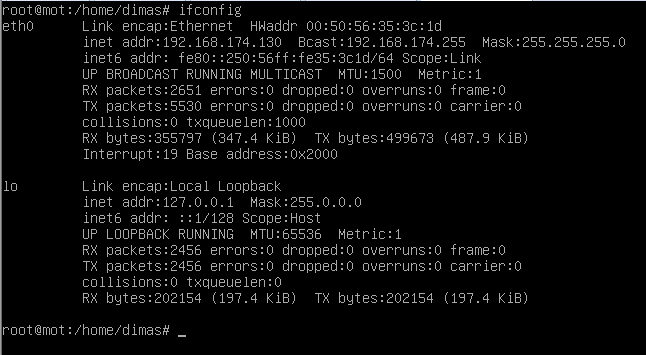 root@mot:/home/dimas# ifconfig
eth0      Link encap:Ethernet  HWaddr 00:50:56:35:3c:1d
          inet addr:192.168.174.130  Bcast:192.168.174.255  Mask:255.255.255.0
          inet6 addr: fe80::250:56ff:fe35:3c1d/64 Scope:Link
          UP BROADCAST RUNNING MULTICAST  MTU:1500  Metric:1
          RX packets:2651 errors:0 dropped:0 overruns:0 frame:0
          TX packets:5530 errors:0 dropped:0 overruns:0 carrier:0
          collisions:0 txqueuelen:1000
          RX bytes:355797 (347.4 KiB)  TX bytes:499673 (487.9 KiB)
          Interrupt:19 Base address:0x2000
lo        Link encap:Local Loopback
          inet addr:127.0.0.1  Mask:255.0.0.0
          inet6 addr: ::1/128 Scope:Host
          UP LOOPBACK RUNNING  MTU:65536  Metric:1
          RX packets:2456 errors:0 dropped:0 overruns:0 frame:0
          TX packets:2456 errors:0 dropped:0 overruns:0 carrier:0
          collisions:0 txqueuelen:0
          RX bytes:202154 (197.4 KiB)  TX bytes:202154 (197.4 KiB)
root@mot:/home/dimas# _